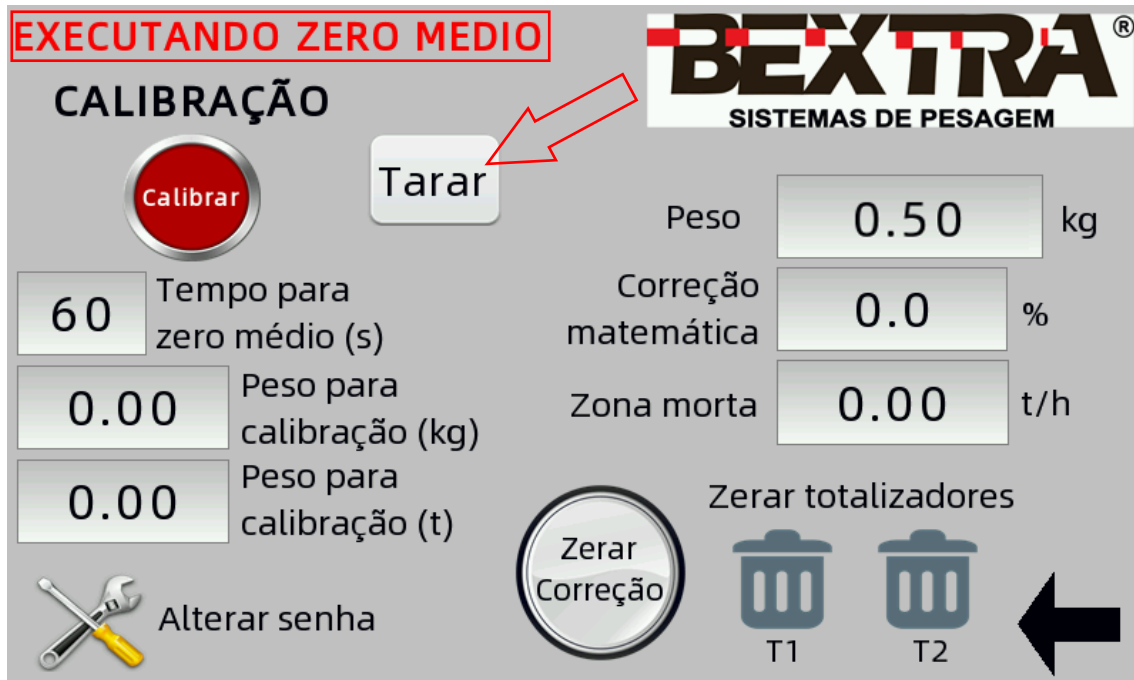 EXECUTANDO ZERO MEDIO
BEXTRA®
SISTEMAS DE PESAGEM
CALIBRAÇÃO
Calibrar
Tarar
Peso
0.50
kg
60
Tempo para
zero médio (s)
Correção
matemática
0.0
%
0.00
Peso para
calibração (kg)
Zona morta
0.00
t/h
0.00
Peso para
calibração (t)
Zerar
Correção
Zerar totalizadores
T1
T2
Alterar senha